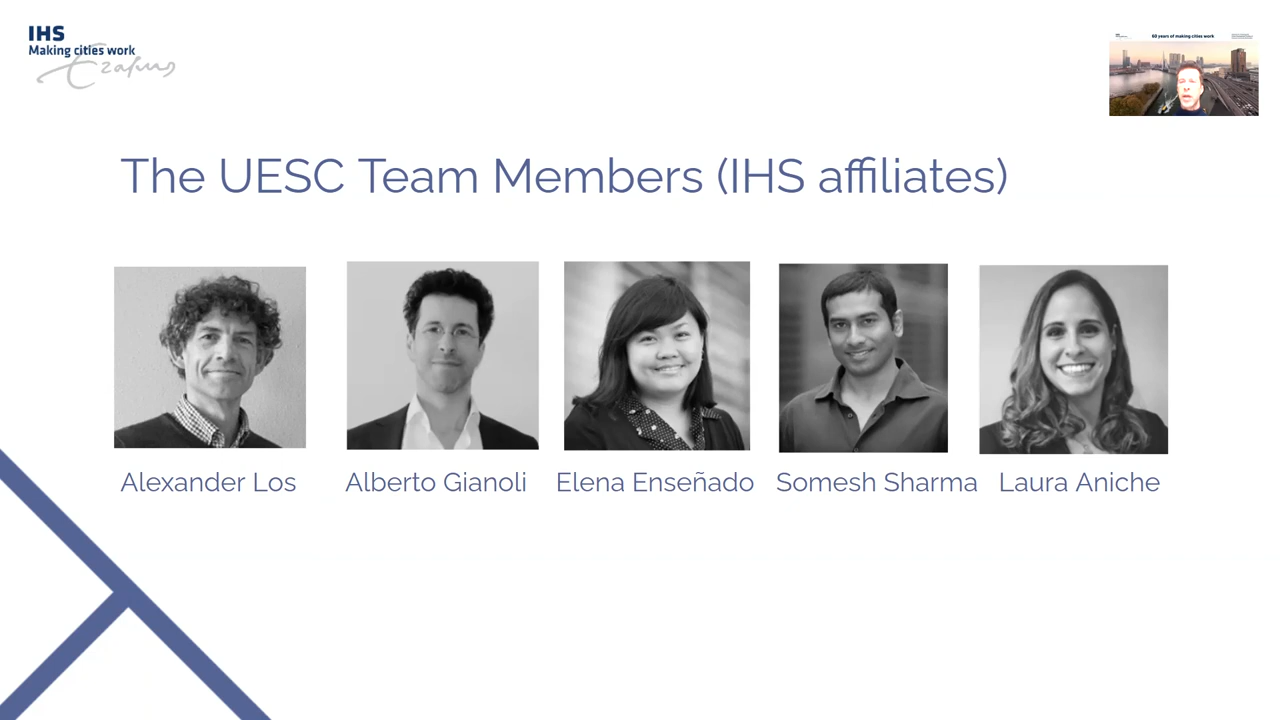 IHS
Making cities work
Erasmus
60 years of making cities work
The UESC Team Members (IHS affiliates)
Alexander Los
Alberto Gianoli
Elena Enseñado
Somesh Sharma
Laura Aniche